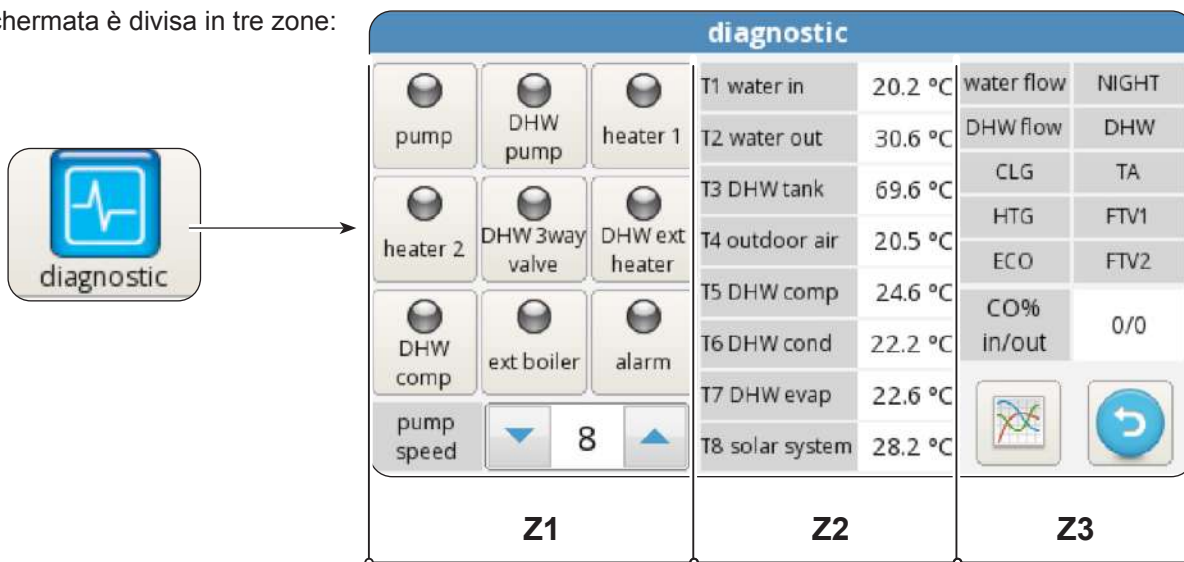 chermata è divisa in tre zone:
diagnostic
diagnostic
pump
DHW
pump
heater 1
heater 2
DHW 3way
valve
DHW ext
heater
DHW
comp
ext boiler
alarm
pump
speed
8
T1 water in 20.2 °C
T2 water out 30.6 °C
T3 DHW tank 69.6 °C
T4 outdoor air 20.5 °C
T5 DHW comp 24.6 °C
T6 DHW cond 22.2 °C
T7 DHW evap 22.6 °C
T8 solar system 28.2 °C
water flow NIGHT
DHW flow DHW
CLG TA
HTG FTV1
ECO FTV2
CO%
in/out
0/0
Z1 Z2 Z3